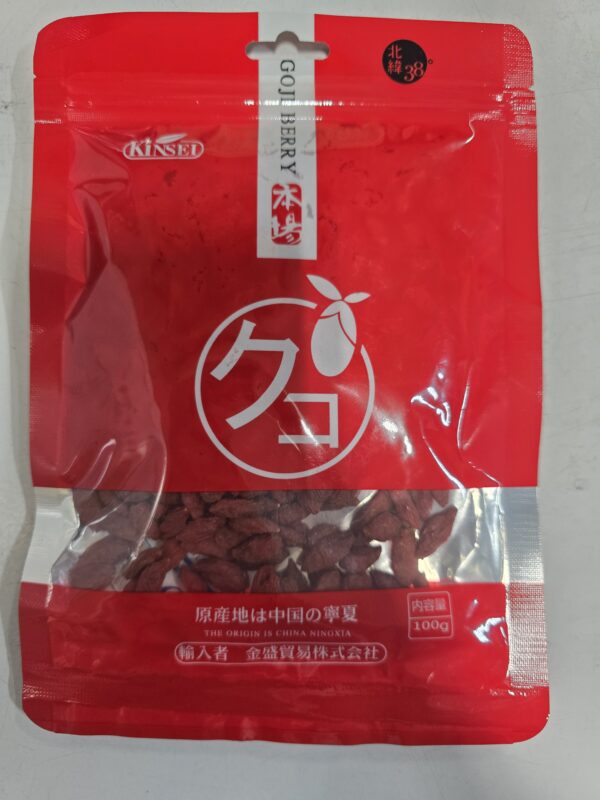 北緯38°
KiNSEI
GOJI BERRY
本場
クコ
原産地は中国の寧夏
THE ORIGIN IS CHINA NINGXIA
内容量
100g
輸入者 金盛貿易株式会社